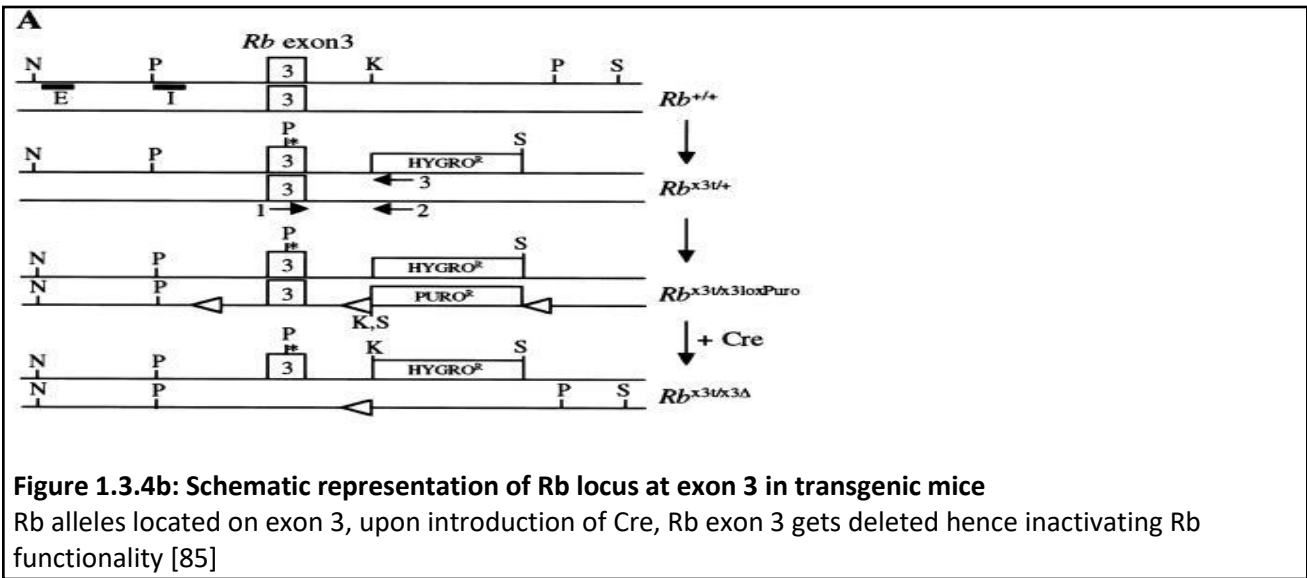 A
Rb exon3
N P 3 K P S
E I 3 Rb+/+
P S
N P 3 * HYGROR
3 3 Rbx3t/+
1 2
P S
N P 3 * HYGROR
N P 3 PUROR Rbx3t/x3loxPuro
K,S + Cre
P K S
N P 3 * HYGROR
N P P S Rbx3t/x3Δ
Figure 1.3.4b: Schematic representation of Rb locus at exon 3 in transgenic mice
Rb alleles located on exon 3, upon introduction of Cre, Rb exon 3 gets deleted hence inactivating Rb
functionality [85]